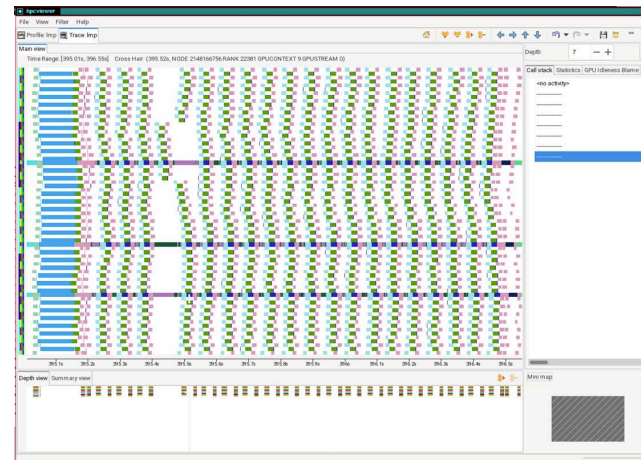 hpcviewer
File View Filter Help
Profile Imp Trace Imp
Main view
Time Range [395.01s, 396.55s] Cross Hair: (395.52s, NODE 2148166756 RANK 22381 GPUCONTEXT 9 GPUSTREAM 0)
Depth: 7
Call stack Statistics GPU Idleness Blame
<no activity>
395.1s 395.2s 395.3s 395.4s 395.5s 395.6s 395.7s 395.8s 395.9s 396s 396.1s 396.2s 396.3s 396.4s 396.5s
Depth view Summary view
Mini map